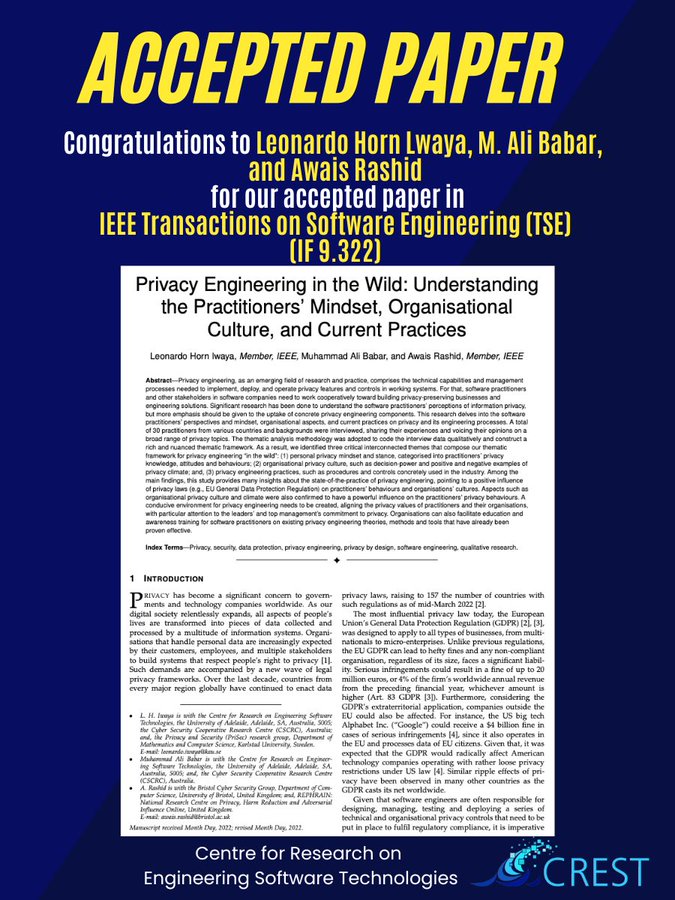 ACCEPTED PAPER
Congratulations to Leonardo Horn Lwaya, M. Ali Babar,
and Awais Rashid
for our accepted paper in
IEEE Transactions on Software Engineering (TSE)
(IF 9.322)
Privacy Engineering in the Wild: Understanding
the Practitioners' Mindset, Organisational
Culture, and Current Practices
Leonardo Horn Iwaya, Member, IEEE, Muhammad Ali Babar, and Awais Rashid, Member, IEEE
Abstract—Privacy engineering, as an emerging field of research and practice, comprises the technical capabilities and management
processes needed to implement, deploy, and operate privacy features and controls in working systems. For that, software practitioners
and other stakeholders in software companies need to work cooperatively toward building privacy-preserving businesses and
engineering solutions. Significant research has been done to understand the software practitioners' perceptions of information privacy,
but more emphasis should be given to the uptake of concrete privacy engineering components. This research delves into the software
practitioners' perspectives and mindset, organisational aspects, and current practices on privacy and its engineering processes. A total
of 30 practitioners from various countries and backgrounds were interviewed, sharing their experiences and voicing their opinions on a
broad range of privacy topics. The thematic analysis methodology was adopted to code the interview data qualitatively and construct a
rich and nuanced thematic framework. As a result, we identified three critical interconnected themes that compose our thematic
framework for privacy engineering "in the wild": (1) personal privacy mindset and stance, categorised into practitioners' privacy
knowledge, attitudes and behaviours; (2) organisational privacy culture, such as decision-power and positive and negative examples of
privacy climate; and, (3) privacy engineering practices, such as procedures and controls concretely used in the industry. Among the
main findings, this study provides many insights about the state-of-the-practice of privacy engineering, pointing to a positive influence
of privacy laws (e.g., EU General Data Protection Regulation) on practitioners' behaviours and organisations' cultures. Aspects such as
organisational privacy culture and climate were also confirmed to have a powerful influence on the practitioners' privacy behaviours. A
conducive environment for privacy engineering needs to be created, aligning the privacy values of practitioners and their organisations,
with particular attention to the leaders' and top management's commitment to privacy. Organisations can also facilitate education and
awareness training for software practitioners on existing privacy engineering theories, methods and tools that have already been
proven effective.
Index Terms—Privacy, security, data protection, privacy engineering, privacy by design, software engineering, qualitative research.
1 INTRODUCTION
PRIVACY has become a significant concern to govern-
ments and technology companies worldwide. As our
digital society relentlessly expands, all aspects of people's
lives are transformed into pieces of data collected and
processed by a multitude of information systems. Organi-
sations that handle personal data are increasingly expected
by their customers, employees, and multiple stakeholders
to build systems that respect people's right to privacy [1].
Such demands are accompanied by a new wave of legal
privacy frameworks. Over the last decade, countries from
every major region globally have continued to enact data
• L. H. Iwaya is with the Centre for Research on Engineering Software
Technologies, the University of Adelaide, Adelaide, SA, Australia, 5005;
the Cyber Security Cooperative Research Centre (CSCRC), Australia;
and, the Privacy & Security (PriSec) research group, Department of
Mathematics and Computer Science, Karlstad University, Sweden.
E-mail: leonardo.iwaya@kau.se
• Muhammad Ali Babar is with the Centre for Research on Engineer-
ing Software Technologies, the University of Adelaide, Adelaide, SA,
Australia, 5005; and, the Cyber Security Cooperative Research Centre
(CSCRC), Australia.
• A. Rashid is with the Bristol Cyber Security Group, Department of Com-
puter Science, University of Bristol, United Kingdom; and, REPHRAIN:
National Research Centre on Privacy, Harm Reduction and Adversarial
Influence Online, United Kingdom.
E-mail: awais.rashid@bristol.ac.uk
Manuscript received Month Day, 2022; revised Month Day, 2022.
privacy laws, raising to 157 the number of countries with
such regulations as of mid-March 2022 [2].
The most influential privacy law today, the European
Union's General Data Protection Regulation (GDPR) [2], [3],
was designed to apply to all types of businesses, from multi-
nationals to micro-enterprises. Unlike previous regulations,
the EU GDPR can lead to hefty fines and any non-compliant
organisation, regardless of its size, faces a significant liabil-
ity. Serious infringements could result in a fine of up to 20
million euros, or 4% of the firm's worldwide annual revenue
from the preceding financial year, whichever amount is
higher (Art. 83 GDPR [3]). Furthermore, considering the
GDPR's extraterritorial application, companies outside the
EU could also be affected. For instance, the US big tech
Alphabet Inc. ("Google") could receive a $4 billion fine in
cases of serious infringements [4], since it also operates in
the EU and processes data of EU citizens. Given that, it was
expected that the GDPR would radically affect American
technology companies operating with rather loose privacy
restrictions under US law [4]. Similar ripple effects of pri-
vacy have been observed in many other countries as the
GDPR casts its net worldwide.
Given that software engineers are often responsible for
designing, managing, testing and deploying a series of
technical and organisational privacy controls that need to be
put in place to fulfil regulatory compliance, it is imperative
Centre for Research on
Engineering Software Technologies
CREST